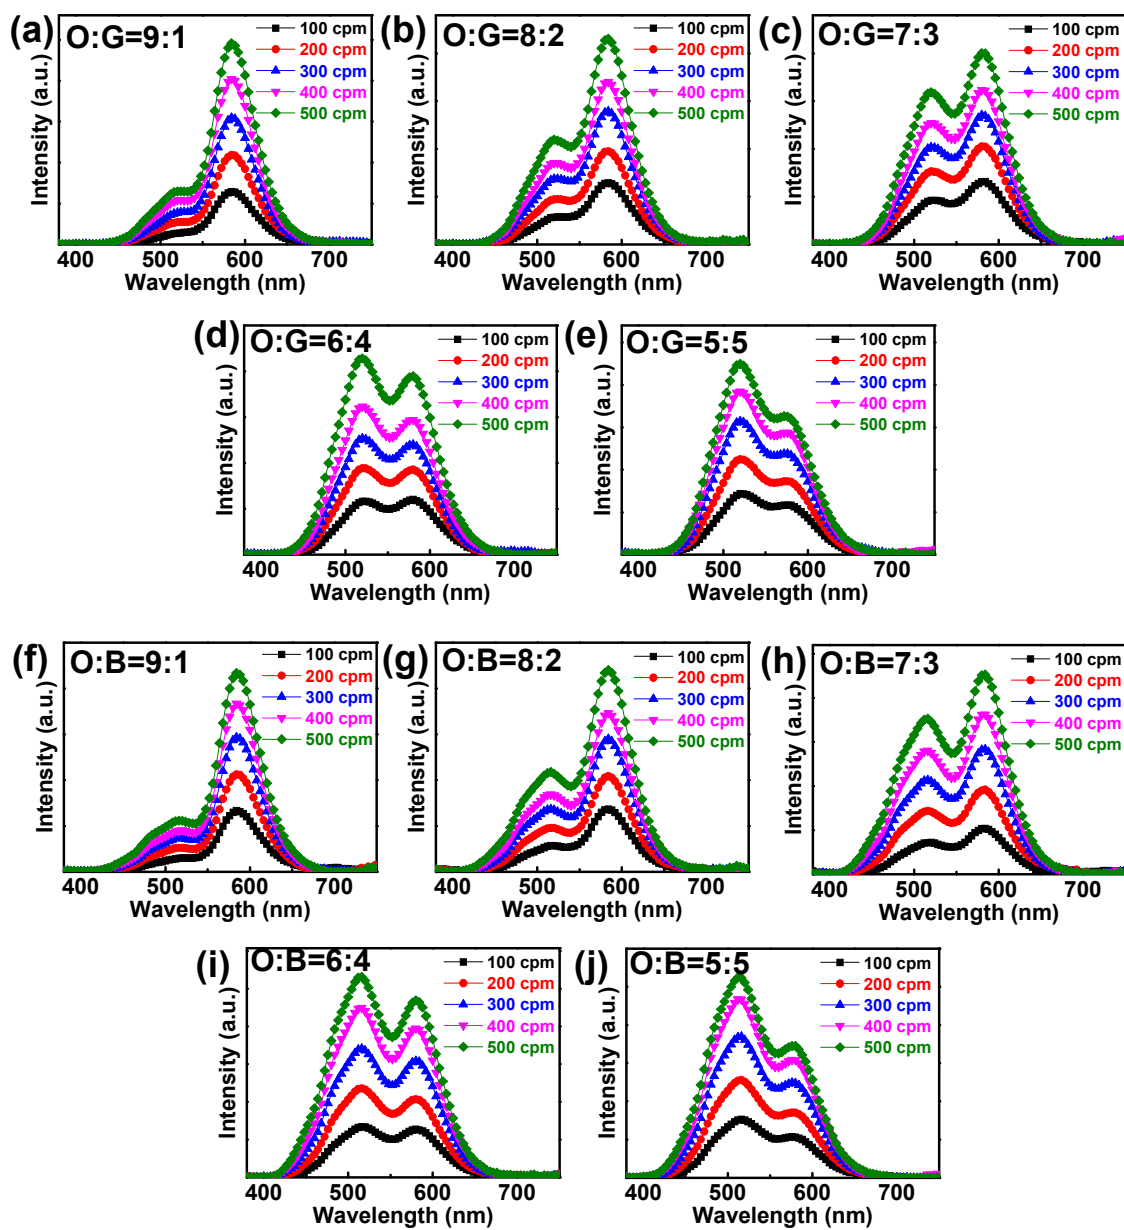 (a) O:G=9:1
100 cpm
200 cpm
300 cpm
400 cpm
500 cpm
Intensity (a.u.)
400 500 600 700
Wavelength (nm)
(b) O:G=8:2
100 cpm
200 cpm
300 cpm
400 cpm
500 cpm
Intensity (a.u.)
400 500 600 700
Wavelength (nm)
(c) O:G=7:3
100 cpm
200 cpm
300 cpm
400 cpm
500 cpm
Intensity (a.u.)
400 500 600 700
Wavelength (nm)
(d) O:G=6:4
100 cpm
200 cpm
300 cpm
400 cpm
500 cpm
Intensity (a.u.)
400 500 600 700
Wavelength (nm)
(e) O:G=5:5
100 cpm
200 cpm
300 cpm
400 cpm
500 cpm
Intensity (a.u.)
400 500 600 700
Wavelength (nm)
(f) O:B=9:1
100 cpm
200 cpm
300 cpm
400 cpm
500 cpm
Intensity (a.u.)
400 500 600 700
Wavelength (nm)
(g) O:B=8:2
100 cpm
200 cpm
300 cpm
400 cpm
500 cpm
Intensity (a.u.)
400 500 600 700
Wavelength (nm)
(h) O:B=7:3
100 cpm
200 cpm
300 cpm
400 cpm
500 cpm
Intensity (a.u.)
400 500 600 700
Wavelength (nm)
(i) O:B=6:4
100 cpm
200 cpm
300 cpm
400 cpm
500 cpm
Intensity (a.u.)
400 500 600 700
Wavelength (nm)
(j) O:B=5:5
100 cpm
200 cpm
300 cpm
400 cpm
500 cpm
Intensity (a.u.)
400 500 600 700
Wavelength (nm)